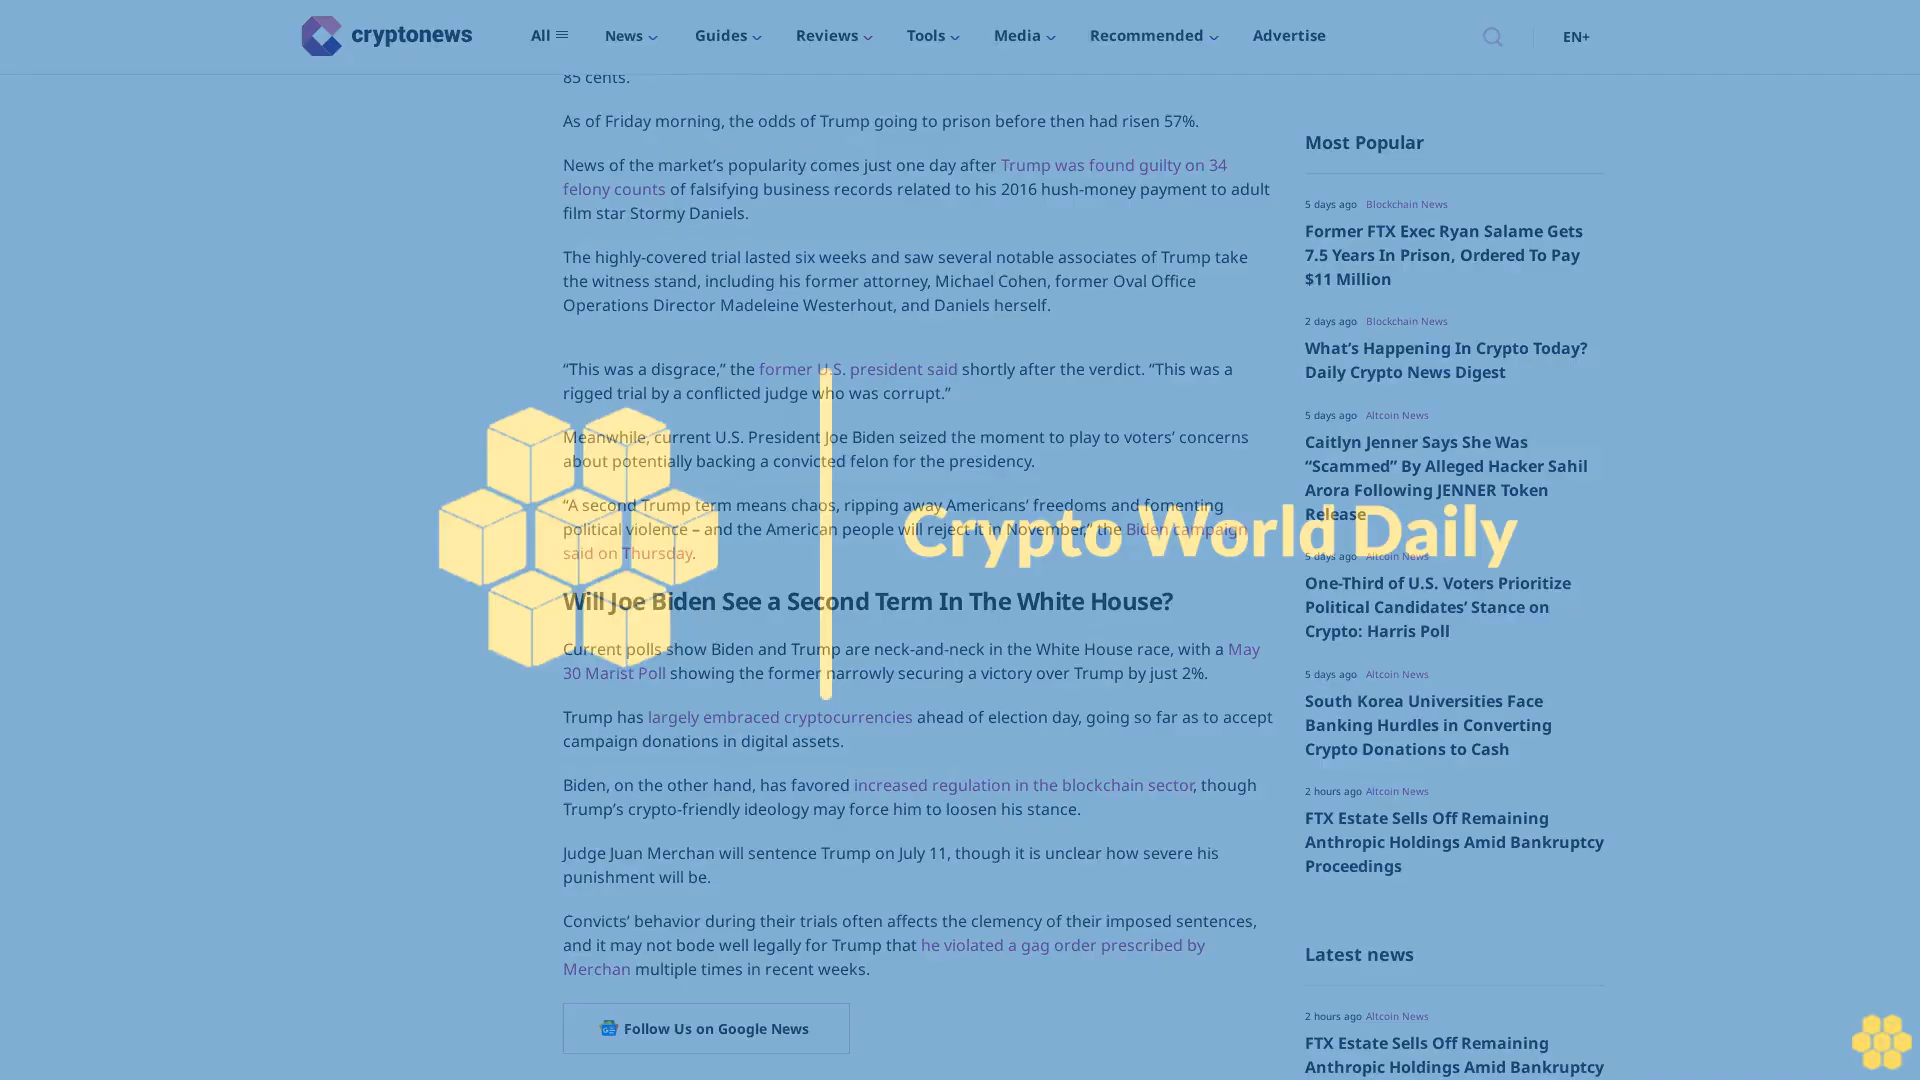 cryptonews
All
News
Guides
Reviews
Tools
Media
Recommended
Advertise
EN+
85 cents.
As of Friday morning, the odds of Trump going to prison before then had risen 57%.
News of the market’s popularity comes just one day after Trump was found guilty on 34
felony counts of falsifying business records related to his 2016 hush-money payment to adult
film star Stormy Daniels.
The highly-covered trial lasted six weeks and saw several notable associates of Trump take
the witness stand, including his former attorney, Michael Cohen, former Oval Office
Operations Director Madeleine Westerhout, and Daniels herself.
“This was a disgrace,” the former U.S. president said shortly after the verdict. “This was a
rigged trial by a conflicted judge who was corrupt.”
Meanwhile, current U.S. President Joe Biden seized the moment to play to voters’ concerns
about potentially backing a convicted felon for the presidency.
“A second Trump term means chaos, ripping away Americans’ freedoms and fomenting
political violence – and the American people will reject it in November,” the Biden campaign
said on Thursday.
Will Joe Biden See a Second Term In The White House?
Current polls show Biden and Trump are neck-and-neck in the White House race, with a May
30 Marist Poll showing the former narrowly securing a victory over Trump by just 2%.
Trump has largely embraced cryptocurrencies ahead of election day, going so far as to accept
campaign donations in digital assets.
Biden, on the other hand, has favored increased regulation in the blockchain sector, though
Trump’s crypto-friendly ideology may force him to loosen his stance.
Judge Juan Merchan will sentence Trump on July 11, though it is unclear how severe his
punishment will be.
Convicts’ behavior during their trials often affects the clemency of their imposed sentences,
and it may not bode well legally for Trump that he violated a gag order prescribed by
Merchan multiple times in recent weeks.
Follow Us on Google News
Crypto World Daily
Most Popular
5 days ago Blockchain News
Former FTX Exec Ryan Salame Gets
7.5 Years In Prison, Ordered To Pay
$11 Million
2 days ago Blockchain News
What’s Happening In Crypto Today?
Daily Crypto News Digest
5 days ago Altcoin News
Caitlyn Jenner Says She Was
“Scammed” By Alleged Hacker Sahil
Arora Following JENNER Token
Release
5 days ago Altcoin News
One-Third of U.S. Voters Prioritize
Political Candidates’ Stance on
Crypto: Harris Poll
5 days ago Altcoin News
South Korea Universities Face
Banking Hurdles in Converting
Crypto Donations to Cash
2 hours ago Altcoin News
FTX Estate Sells Off Remaining
Anthropic Holdings Amid Bankruptcy
Proceedings
Latest news
2 hours ago Altcoin News
FTX Estate Sells Off Remaining
Anthropic Holdings Amid Bankruptcy